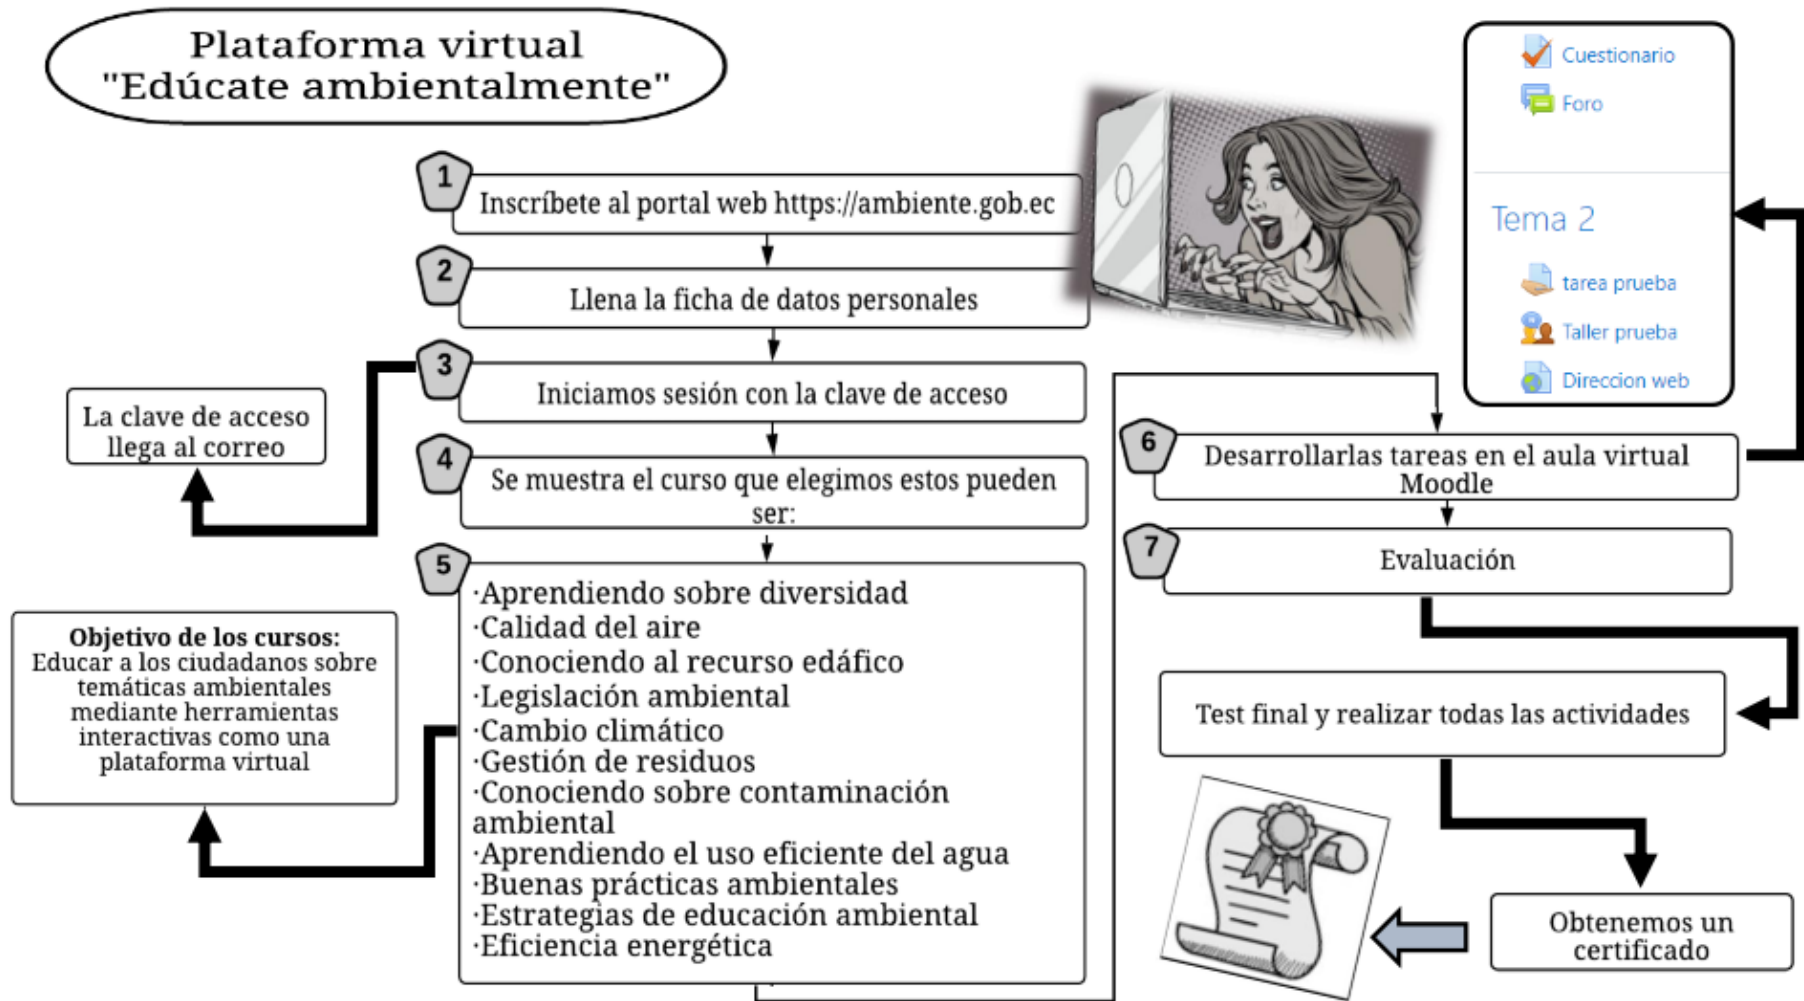 Plataforma virtual
"Edúcate ambientalmente"
1
Inscríbete al portal web https://ambiente.gob.ec
2
Llena la ficha de datos personales
3
Iniciamos sesión con la clave de acceso
La clave de acceso
llega al correo
4
Se muestra el curso que elegimos estos pueden
ser:
5
·Aprendiendo sobre diversidad
·Calidad del aire
·Conociendo al recurso edáfico
·Legislación ambiental
·Cambio climático
·Gestión de residuos
·Conociendo sobre contaminación
ambiental
·Aprendiendo el uso eficiente del agua
·Buenas prácticas ambientales
·Estrategias de educación ambiental
·Eficiencia energética
Objetivo de los cursos:
Educar a los ciudadanos sobre
temáticas ambientales
mediante herramientas
interactivas como una
plataforma virtual
6
Desarrollarlas tareas en el aula virtual
Moodle
Cuestionario
Foro
Tema 2
tarea prueba
Taller prueba
Direccion web
7
Evaluación
Test final y realizar todas las actividades
Obtenemos un
certificado